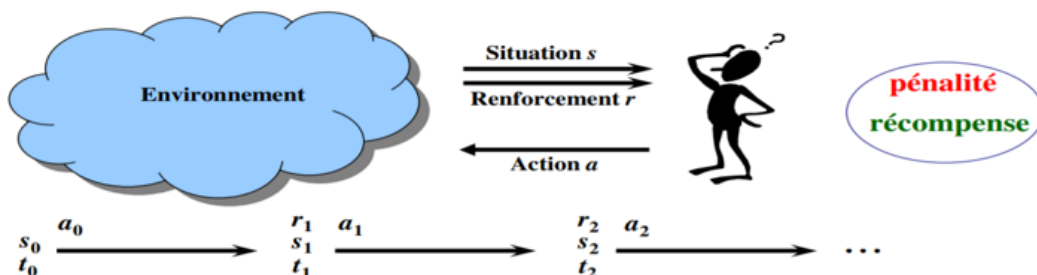 Situation s
Environnement
Renforcement r
Action a
pénalité
récompense
a₀ r₁ a₁ r₂ a₂
s₀ s₁ s₂ ...
t₀ t₁ t₂
?